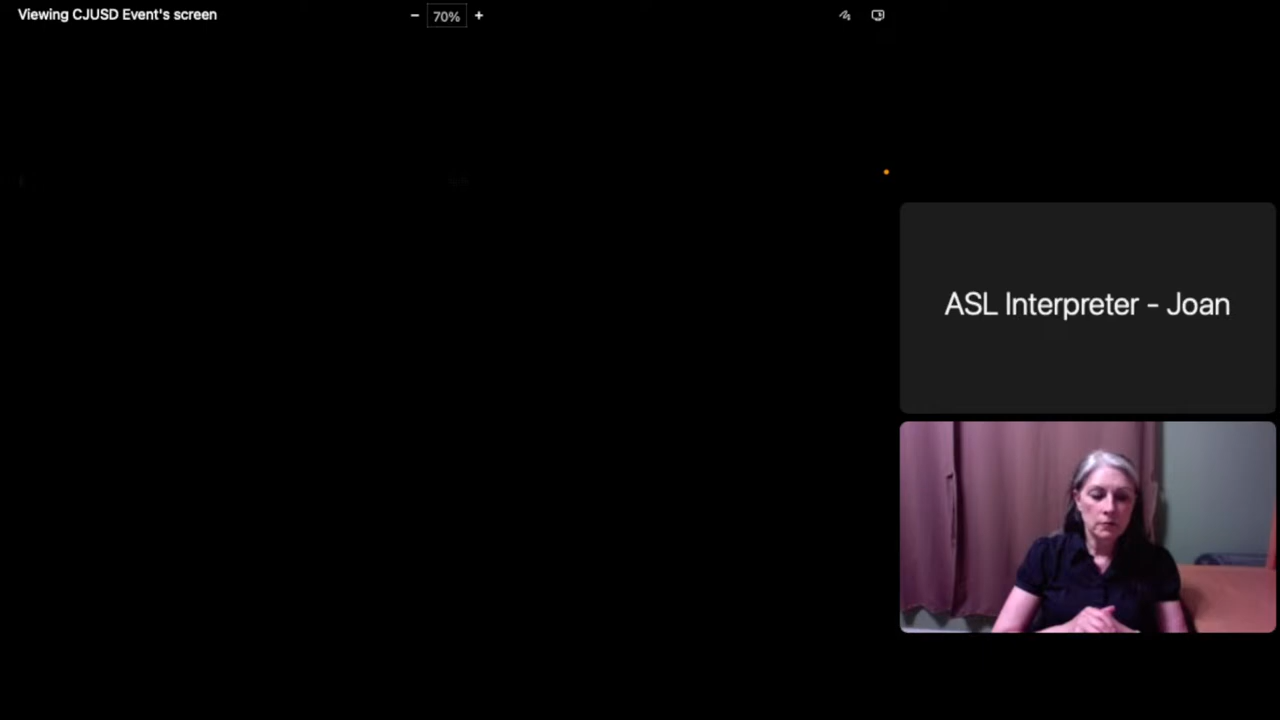 Viewing CJUSD Event's screen
− 70% +
ASL Interpreter - Joan